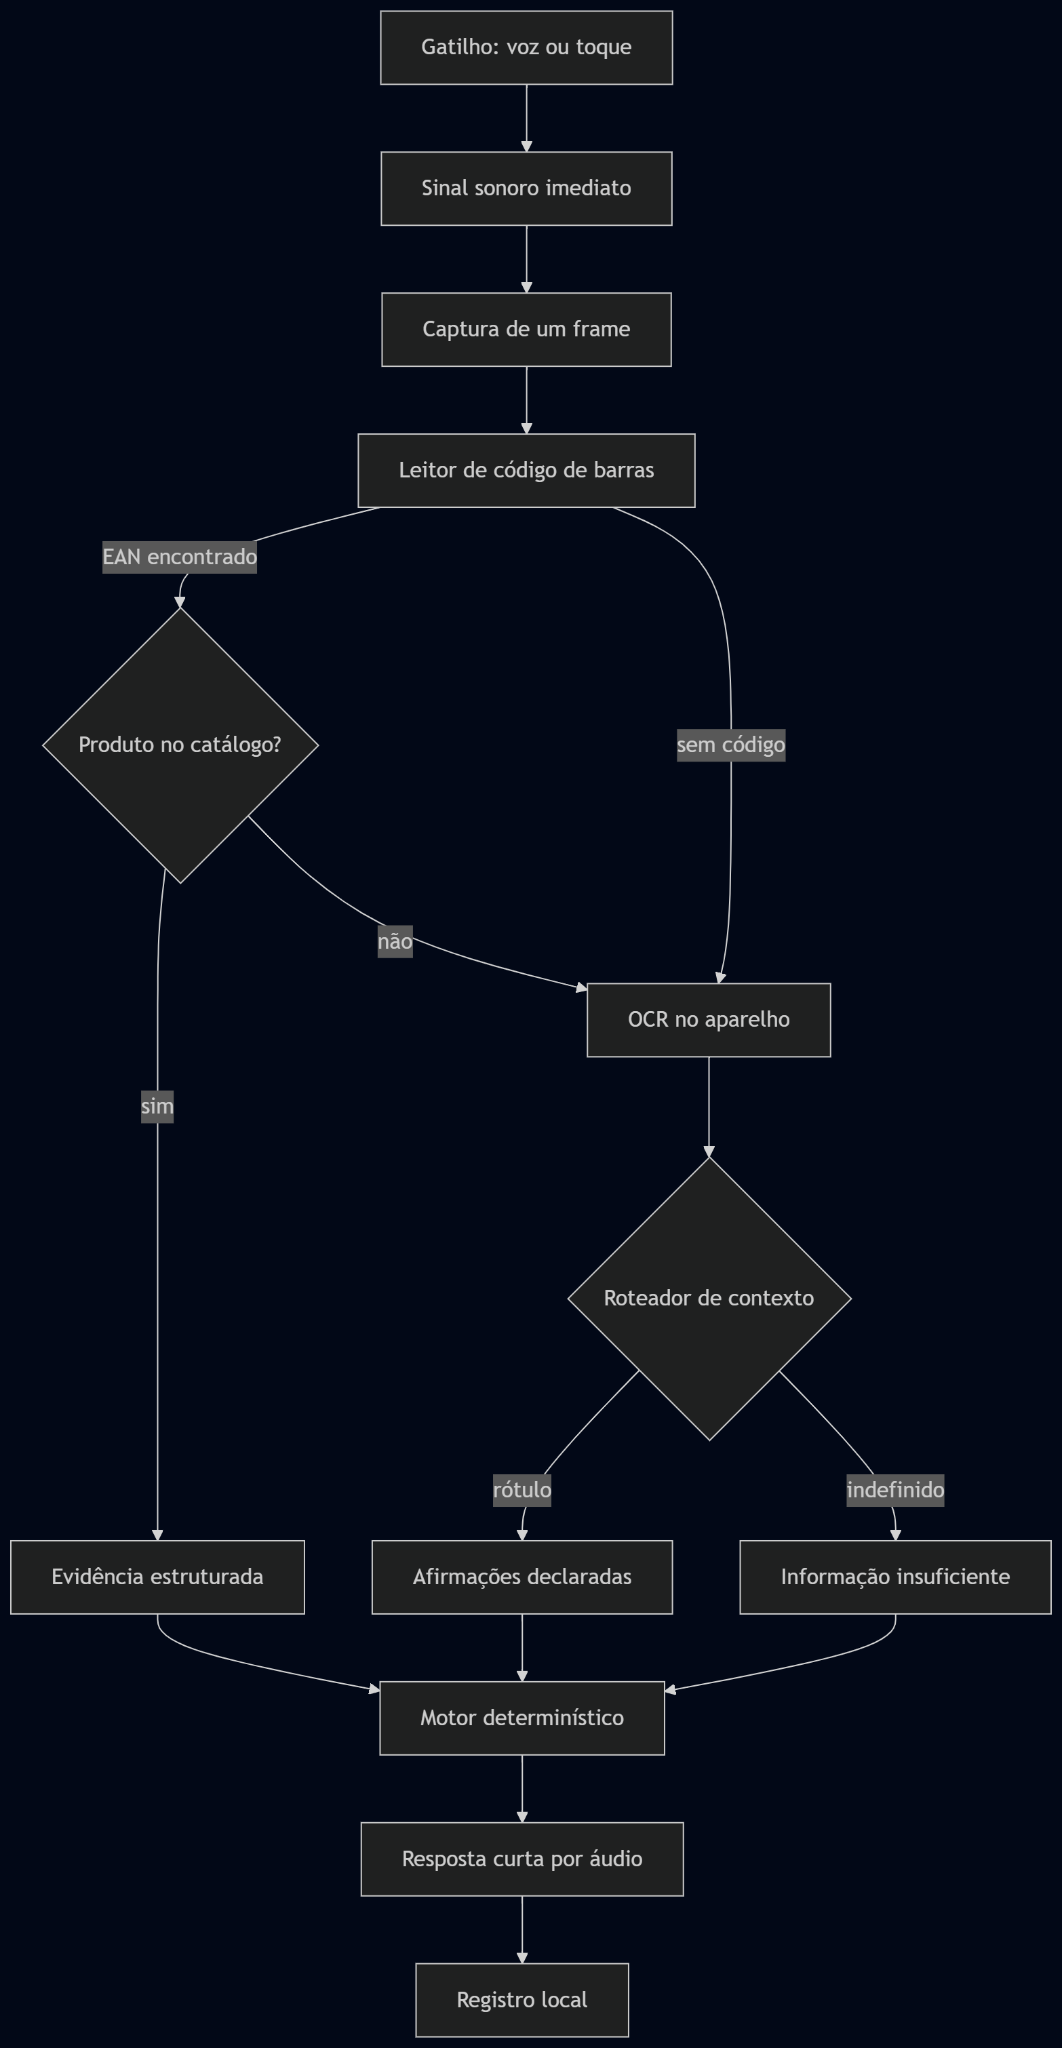 Gatilho: voz ou toque
Sinal sonoro imediato
Captura de um frame
Leitor de código de barras
EAN encontrado
Produto no catálogo?
sem código
não
OCR no aparelho
sim
Roteador de contexto
rótulo
indefinido
Evidência estruturada
Afirmações declaradas
Informação insuficiente
Motor determinístico
Resposta curta por áudio
Registro local